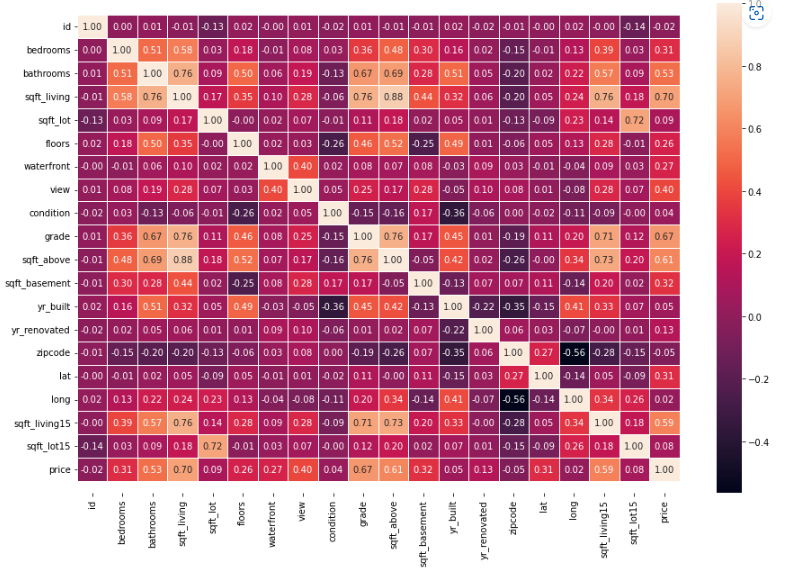 1.0
id 1.00 0.00 0.01 -0.01 -0.13 0.02 -0.00 0.01 -0.02 0.01 -0.01 -0.01 0.02 -0.02 -0.01 -0.00 0.02 -0.00 -0.14 -0.02
bedrooms 0.00 1.00 0.51 0.58 0.03 0.18 -0.01 0.08 0.03 0.36 0.48 0.30 0.16 0.02 -0.15 -0.01 0.13 0.39 0.03 0.31
0.8
bathrooms 0.01 0.51 1.00 0.76 0.09 0.50 0.06 0.19 -0.13 0.67 0.69 0.28 0.51 0.05 -0.20 0.02 0.22 0.57 0.09 0.53
sqft_living -0.01 0.58 0.76 1.00 0.17 0.35 0.10 0.28 -0.06 0.76 0.88 0.44 0.32 0.06 -0.20 0.05 0.24 0.76 0.18 0.70
sqft_lot -0.13 0.03 0.09 0.17 1.00 -0.00 0.02 0.07 -0.01 0.11 0.18 0.02 0.05 0.01 -0.13 -0.09 0.23 0.14 0.72 0.09
0.6
floors 0.02 0.18 0.50 0.35 -0.00 1.00 0.02 0.03 -0.26 0.46 0.52 -0.25 0.49 0.01 -0.06 0.05 0.13 0.28 -0.01 0.26
waterfront -0.00 -0.01 0.06 0.10 0.02 0.02 1.00 0.40 0.02 0.08 0.07 0.08 -0.03 0.09 0.03 -0.01 -0.04 0.09 0.03 0.27
0.4
view 0.01 0.08 0.19 0.28 0.07 0.03 0.40 1.00 0.05 0.25 0.17 0.28 -0.05 0.10 0.08 0.01 -0.08 0.28 0.07 0.40
condition -0.02 0.03 -0.13 -0.06 -0.01 -0.26 0.02 0.05 1.00 -0.15 -0.16 0.17 -0.36 -0.06 0.00 -0.02 -0.11 -0.09 -0.00 0.04
grade 0.01 0.36 0.67 0.76 0.11 0.46 0.08 0.25 -0.15 1.00 0.76 0.17 0.45 0.01 -0.19 0.11 0.20 0.71 0.12 0.67
0.2
sqft_above -0.01 0.48 0.69 0.88 0.18 0.52 0.07 0.17 -0.16 0.76 1.00 -0.05 0.42 0.02 -0.26 -0.00 0.34 0.73 0.20 0.61
sqft_basement -0.01 0.30 0.28 0.44 0.02 -0.25 0.08 0.28 0.17 0.17 -0.05 1.00 -0.13 0.07 0.07 0.11 -0.14 0.20 0.02 0.32
0.0
yr_built 0.02 0.16 0.51 0.32 0.05 0.49 -0.03 -0.05 -0.36 0.45 0.42 -0.13 1.00 -0.22 -0.35 -0.15 0.41 0.33 0.07 0.05
yr_renovated -0.02 0.02 0.05 0.06 0.01 0.01 0.09 0.10 -0.06 0.01 0.02 0.07 -0.22 1.00 0.06 0.03 -0.07 -0.00 0.01 0.13
zipcode -0.01 -0.15 -0.20 -0.20 -0.13 -0.06 0.03 0.08 0.00 -0.19 -0.26 0.07 -0.35 0.06 1.00 0.27 -0.56 -0.28 -0.15 -0.05
−0.2
lat -0.00 -0.01 0.02 0.05 -0.09 0.05 -0.01 0.01 -0.02 0.11 -0.00 0.11 -0.15 0.03 0.27 1.00 -0.14 0.05 -0.09 0.31
long 0.02 0.13 0.22 0.24 0.23 0.13 -0.04 -0.08 -0.11 0.20 0.34 -0.14 0.41 -0.07 -0.56 -0.14 1.00 0.34 0.26 0.02
sqft_living15 -0.00 0.39 0.57 0.76 0.14 0.28 0.09 0.28 -0.09 0.71 0.73 0.20 0.33 -0.00 -0.28 0.05 0.34 1.00 0.18 0.59
−0.4
sqft_lot15 -0.14 0.03 0.09 0.18 0.72 -0.01 0.03 0.07 -0.00 0.12 0.20 0.02 0.07 0.01 -0.15 -0.09 0.26 0.18 1.00 0.08
price -0.02 0.31 0.53 0.70 0.09 0.26 0.27 0.40 0.04 0.67 0.61 0.32 0.05 0.13 -0.05 0.31 0.02 0.59 0.08 1.00
id bedrooms bathrooms sqft_living sqft_lot floors waterfront view condition grade sqft_above sqft_basement yr_built yr_renovated zipcode lat long sqft_living15 sqft_lot15 price